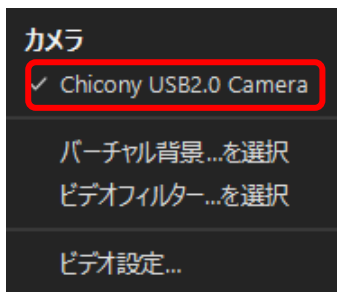 カメラ
✓ Chicony USB2.0 Camera
バーチャル背景...を選択
ビデオフィルター...を選択
ビデオ設定...